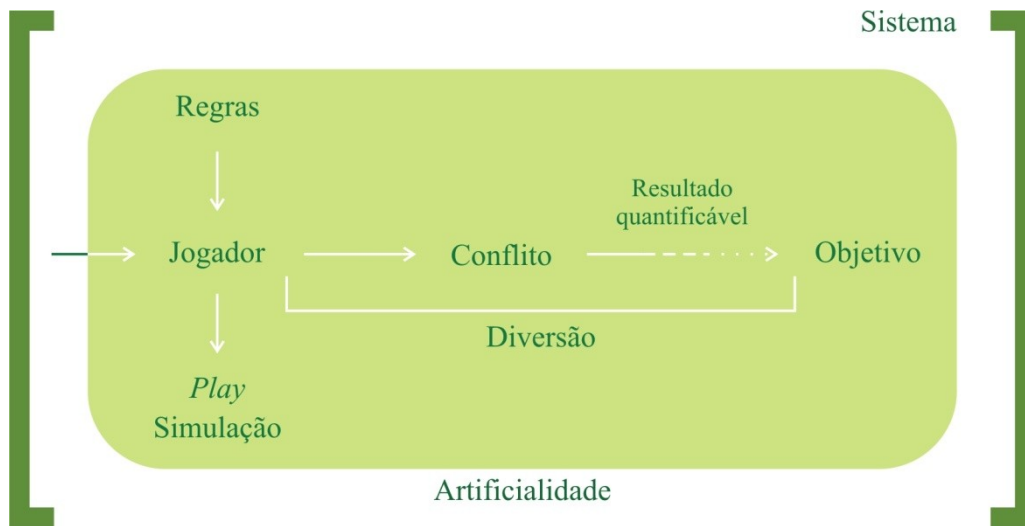 Sistema
Regras
Resultado
quantificável
Jogador
Conflito
Objetivo
Diversão
Play
Simulação
Artificialidade